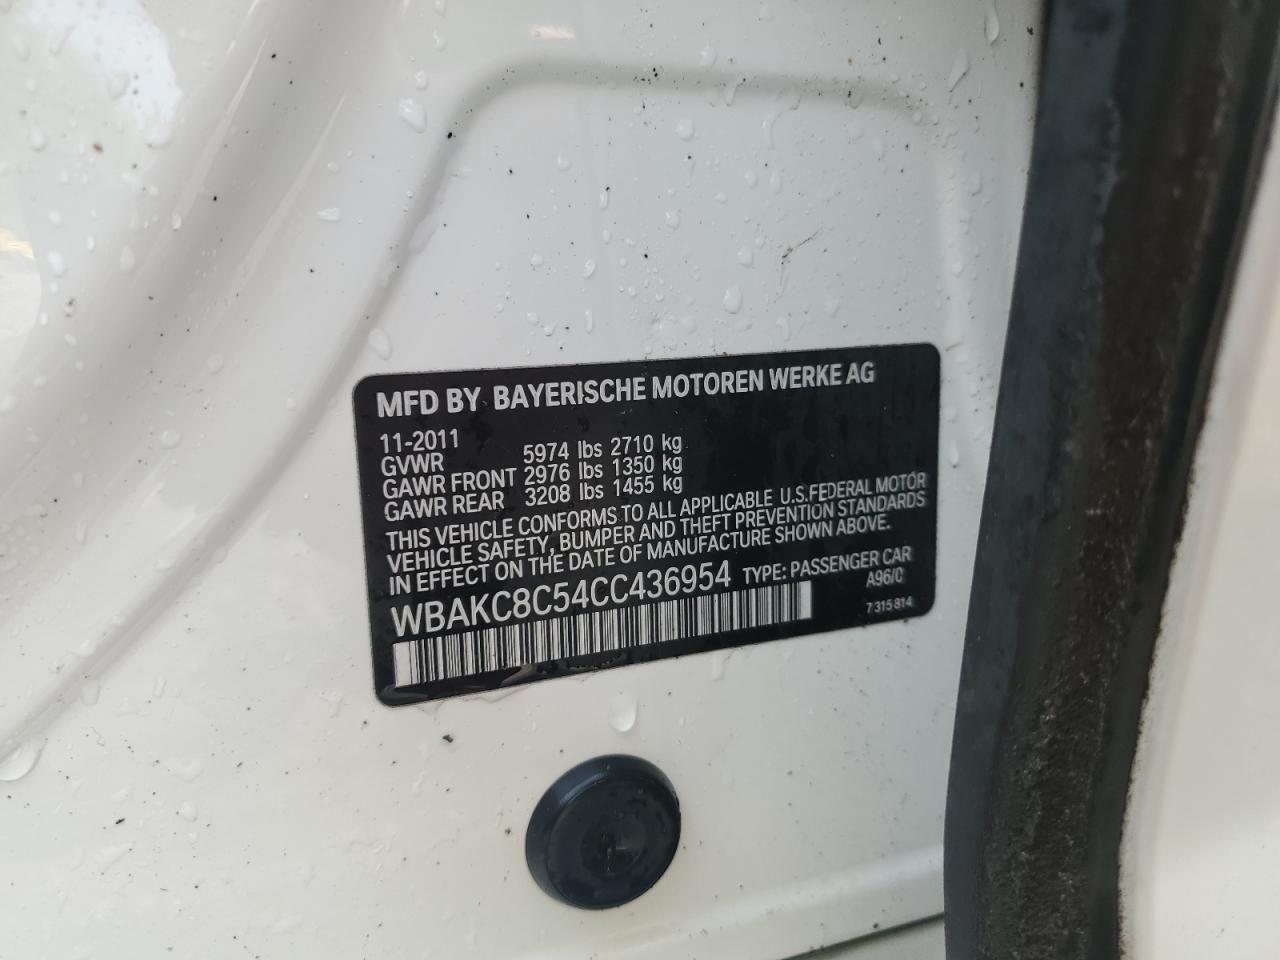 MFD BY BAYERISCHE MOTOREN WERKE AG
11-2011
GVWR 5974 lbs 2710 kg
GAWR FRONT 2976 lbs 1350 kg
GAWR REAR 3208 lbs 1455 kg
THIS VEHICLE CONFORMS TO ALL APPLICABLE U.S.FEDERAL MOTOR
VEHICLE SAFETY, BUMPER AND THEFT PREVENTION STANDARDS
IN EFFECT ON THE DATE OF MANUFACTURE SHOWN ABOVE.
WBAKC8C54CC436954 TYPE: PASSENGER CAR
A96/0
7 315 814